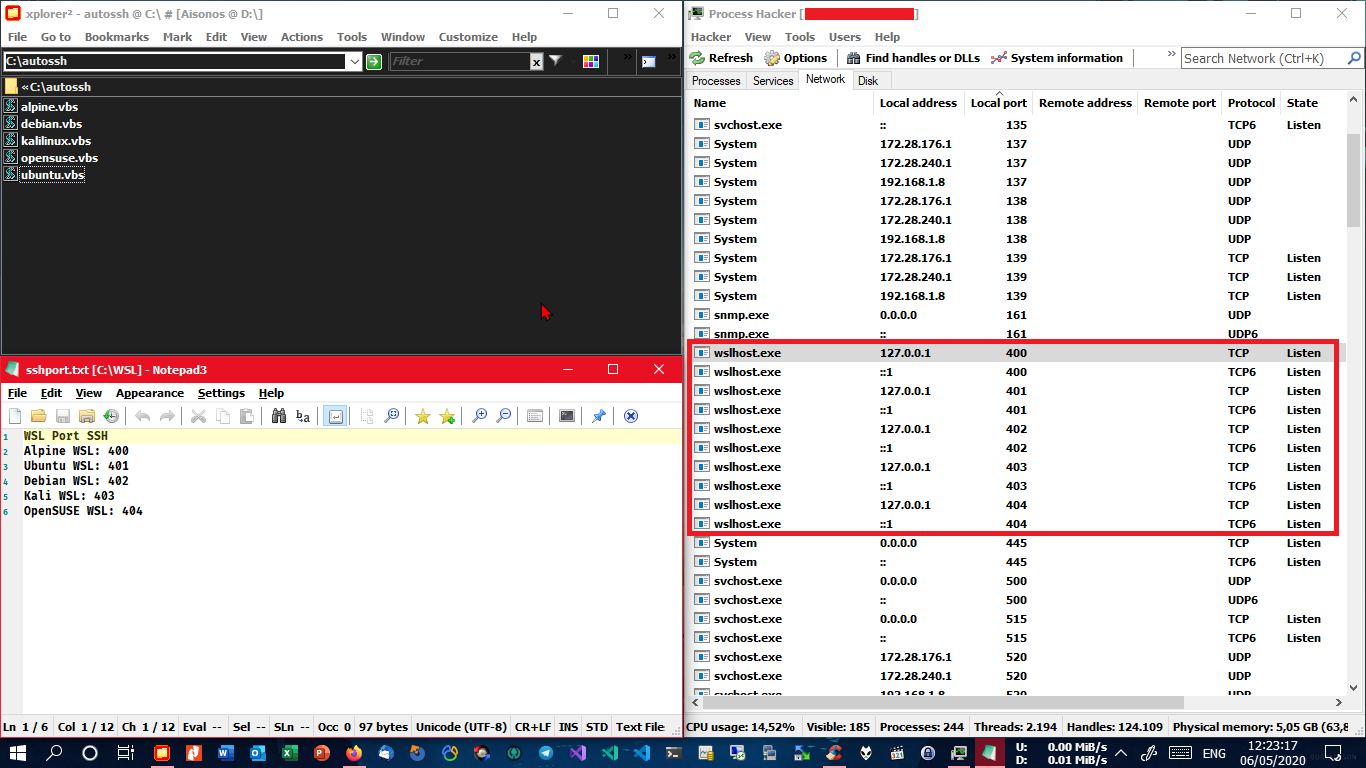 xplorer² - autossh @ C:\ # [Aisonos @ D:\]
File Go to Bookmarks Mark Edit View Actions Tools Window Customize Help
C:\autossh Filter
«C:\autossh
alpine.vbs
debian.vbs
kalilinux.vbs
opensuse.vbs
ubuntu.vbs
sshport.txt [C:\WSL] - Notepad3
File Edit View Appearance Settings Help
1 WSL Port SSH
2 Alpine WSL: 400
3 Ubuntu WSL: 401
4 Debian WSL: 402
5 Kali WSL: 403
6 OpenSUSE WSL: 404
Ln 1 / 6 Col 1 / 12 Ch 1 / 12 Eval -- Sel -- SLn -- Occ 0 97 bytes Unicode (UTF-8) CR+LF INS STD Text File
Process Hacker [ ]
Hacker View Tools Users Help
Refresh Options Find handles or DLLs System information » Search Network (Ctrl+K)
Processes Services Network Disk
Name Local address Local port Remote address Remote port Protocol State
svchost.exe :: 135 TCP6 Listen
System 172.28.176.1 137 UDP
System 172.28.240.1 137 UDP
System 192.168.1.8 137 UDP
System 172.28.176.1 138 UDP
System 172.28.240.1 138 UDP
System 192.168.1.8 138 UDP
System 172.28.176.1 139 TCP Listen
System 172.28.240.1 139 TCP Listen
System 192.168.1.8 139 TCP Listen
snmp.exe 0.0.0.0 161 UDP
snmp.exe :: 161 UDP6
wslhost.exe 127.0.0.1 400 TCP Listen
wslhost.exe ::1 400 TCP6 Listen
wslhost.exe 127.0.0.1 401 TCP Listen
wslhost.exe ::1 401 TCP6 Listen
wslhost.exe 127.0.0.1 402 TCP Listen
wslhost.exe ::1 402 TCP6 Listen
wslhost.exe 127.0.0.1 403 TCP Listen
wslhost.exe ::1 403 TCP6 Listen
wslhost.exe 127.0.0.1 404 TCP Listen
wslhost.exe ::1 404 TCP6 Listen
System 0.0.0.0 445 TCP Listen
System :: 445 TCP6 Listen
svchost.exe 0.0.0.0 500 UDP
svchost.exe :: 500 UDP6
svchost.exe 0.0.0.0 515 TCP Listen
svchost.exe :: 515 TCP6 Listen
svchost.exe 172.28.176.1 520 UDP
svchost.exe 172.28.240.1 520 UDP
svchost.exe 192.168.1.8 520 UDP
CPU usage: 14,52% Visible: 185 Processes: 244 Threads: 2.194 Handles: 124.109 Physical memory: 5,05 GB (63,8
U: 0.00 MiB/s
D: 0.01 MiB/s
ENG
12:23:17
06/05/2020